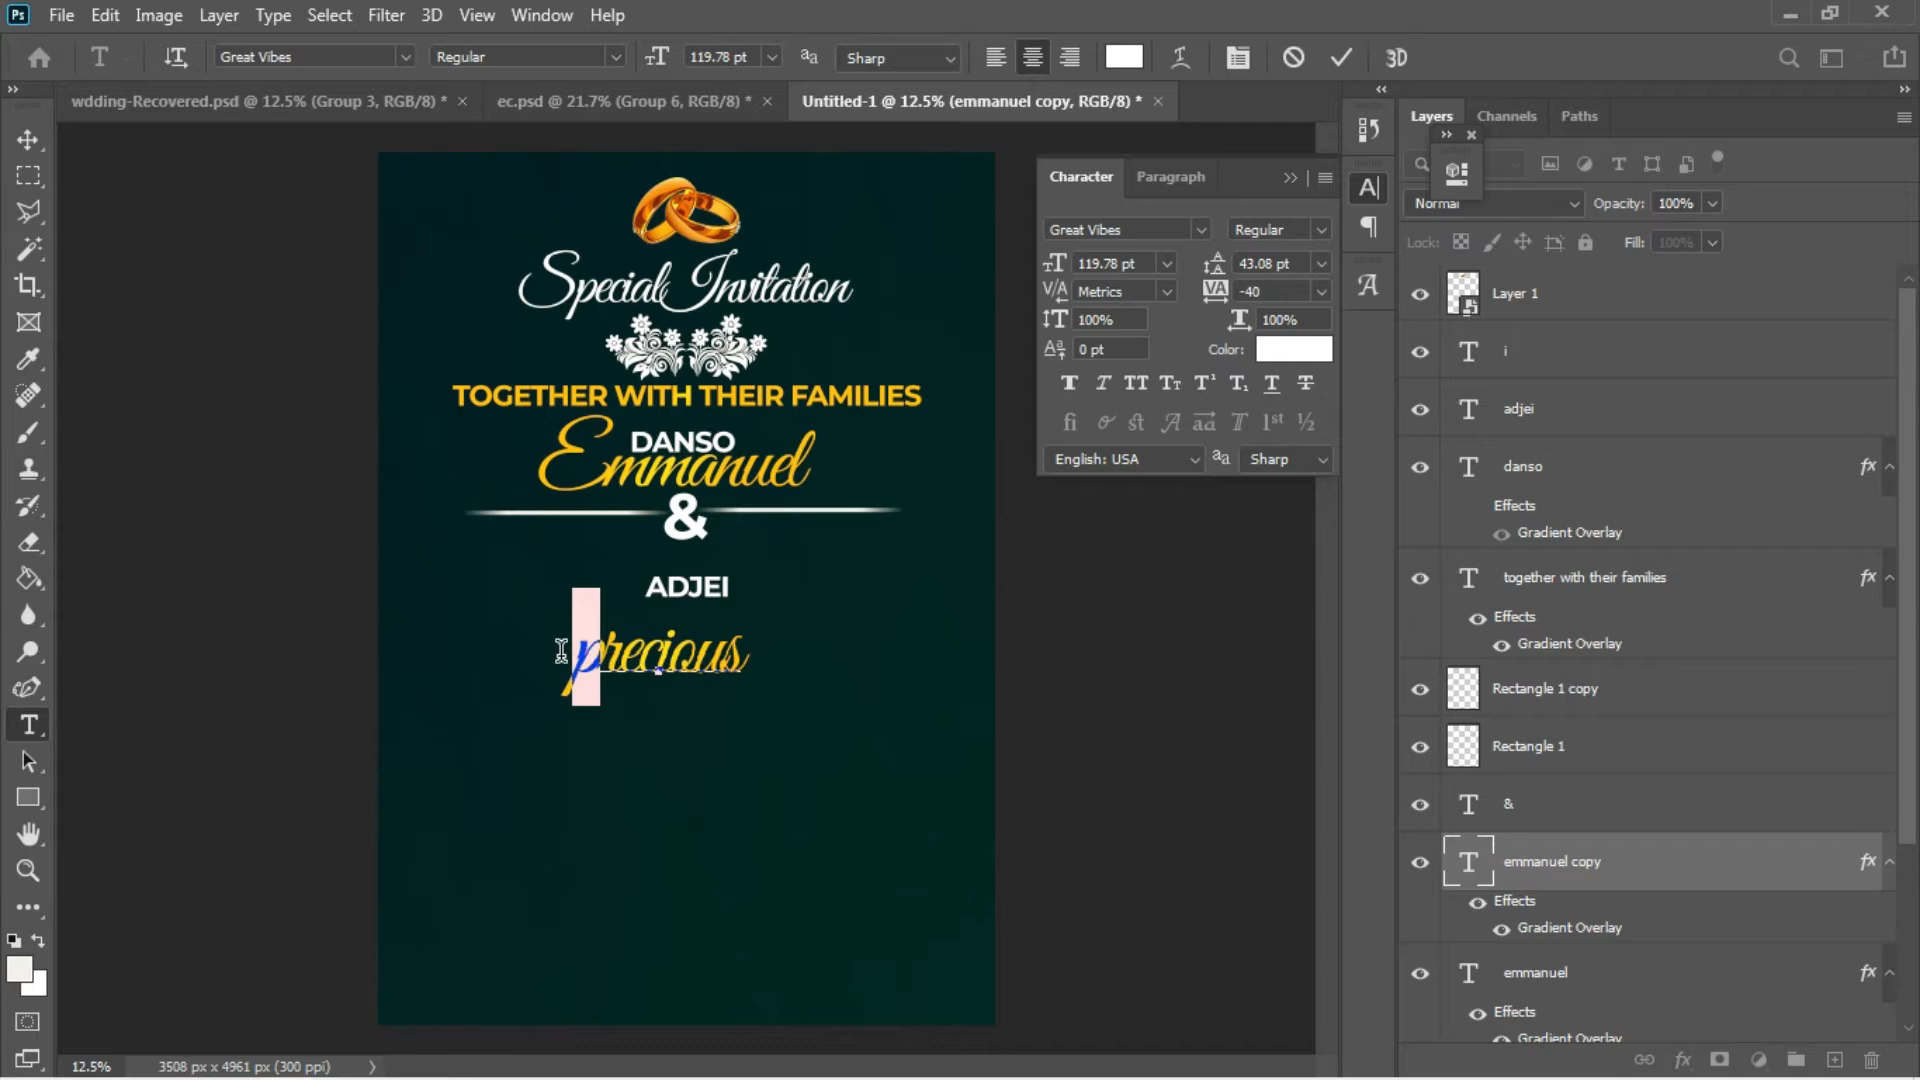 Ps File Edit Image Layer Type Select Filter 3D View Window Help
Great Vibes Regular 119.78 pt Sharp 3D
wdding-Recovered.psd @ 12.5% (Group 3, RGB/8) * × ec.psd @ 21.7% (Group 6, RGB/8) * × Untitled-1 @ 12.5% (emmanuel copy, RGB/8) * ×
Special Invitation
TOGETHER WITH THEIR FAMILIES
DANSO
Emmanuel
&
ADJEI
precious
Character Paragraph
Great Vibes Regular
119.78 pt 43.08 pt
Metrics -40
100% 100%
0 pt Color:
English: USA Sharp
Layers Channels Paths
Normal Opacity: 100%
Lock: Fill: 100%
Layer 1
i
adjei
danso fx
Effects
Gradient Overlay
together with their families fx
Effects
Gradient Overlay
Rectangle 1 copy
Rectangle 1
&
emmanuel copy fx
Effects
Gradient Overlay
emmanuel fx
Effects
Gradient Overlay
12.5% 3508 px x 4961 px (300 ppi)